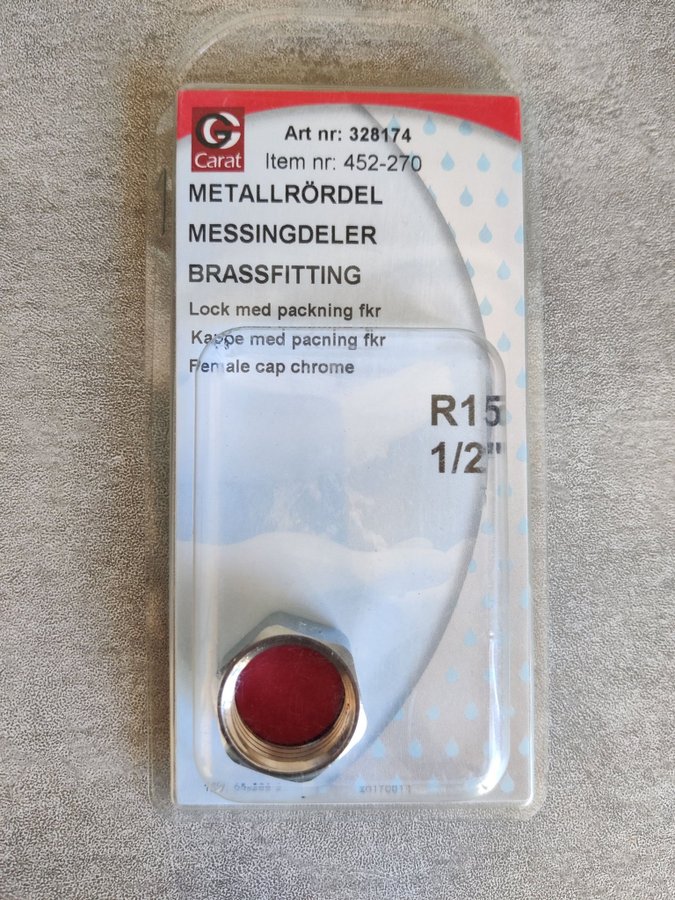 Carat
Art nr: 328174
Item nr: 452-270
METALLRÖRDEL
MESSINGDELER
BRASSFITTING
Lock med packning fkr
Kappe med pacning fkr
Female cap chrome
R15
1/2"